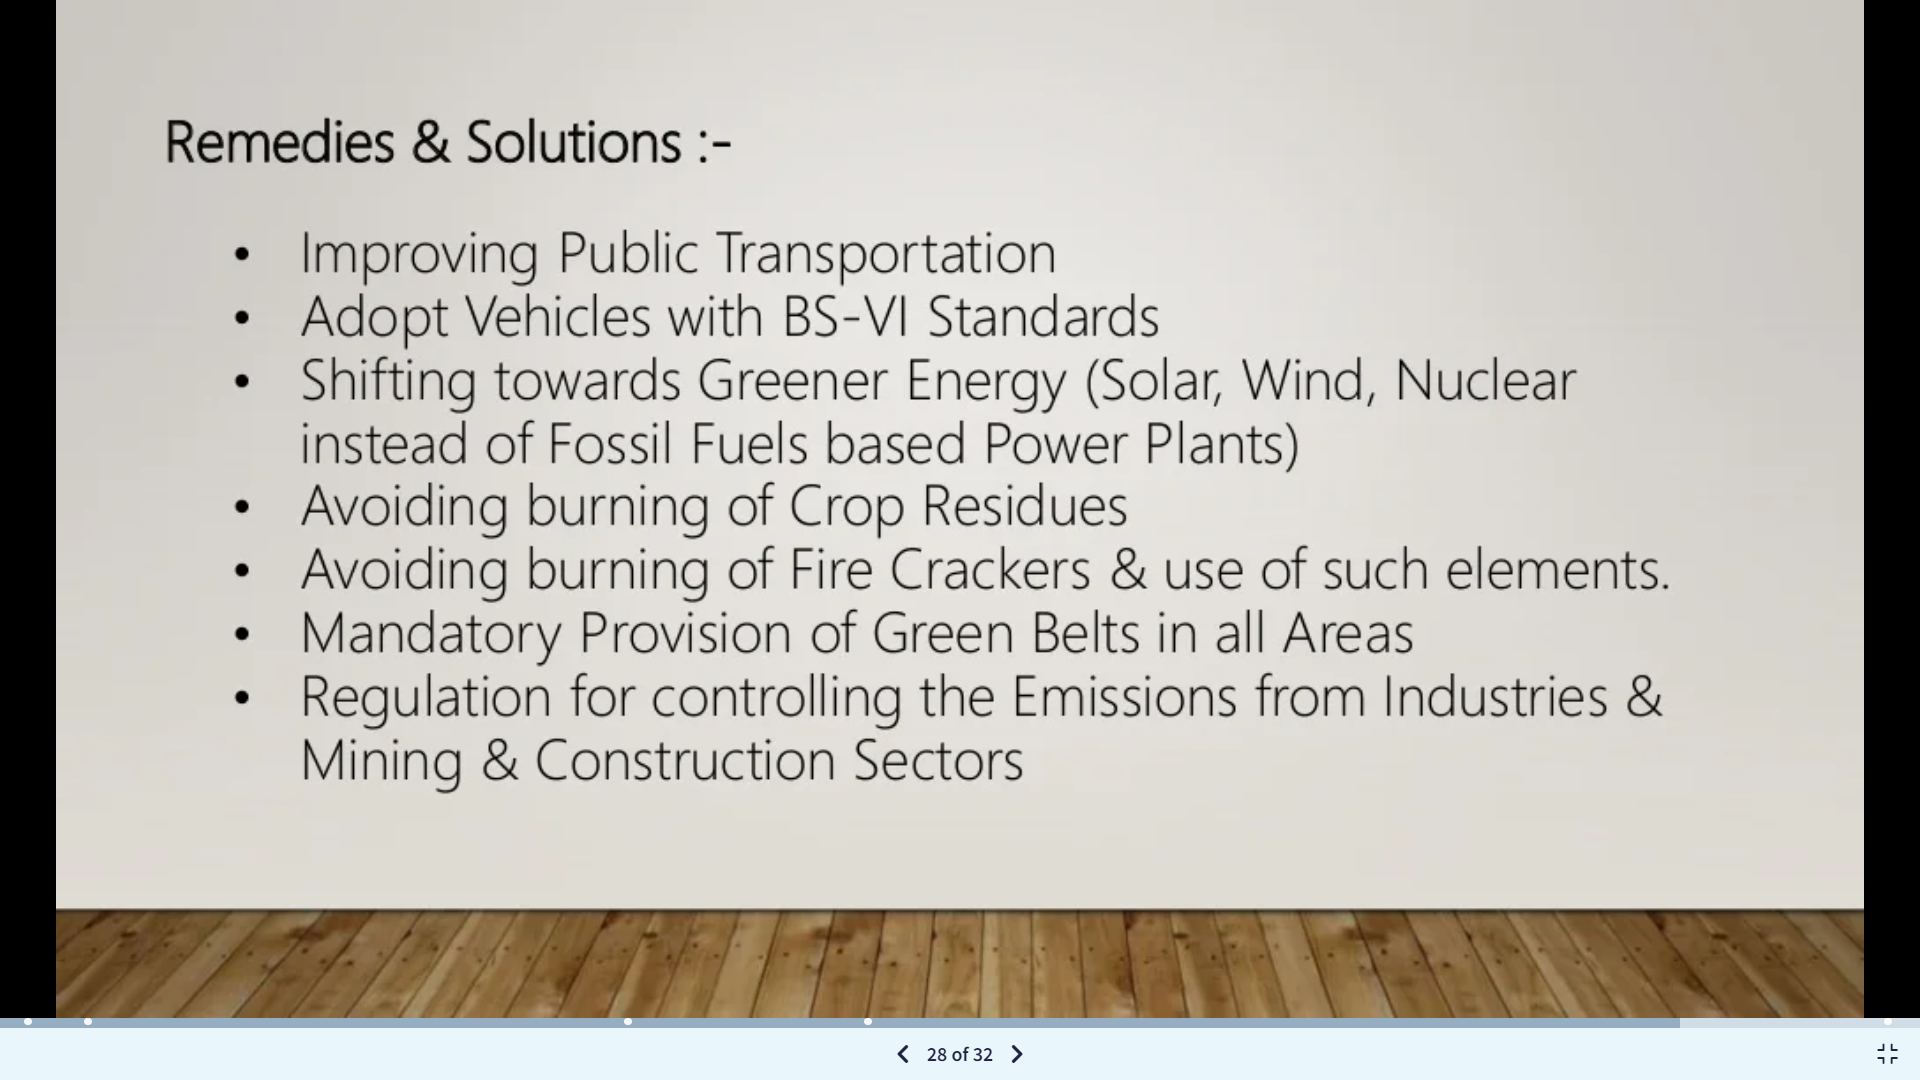 Remedies & Solutions :-
• Improving Public Transportation
• Adopt Vehicles with BS-VI Standards
• Shifting towards Greener Energy (Solar, Wind, Nuclear
instead of Fossil Fuels based Power Plants)
• Avoiding burning of Crop Residues
• Avoiding burning of Fire Crackers & use of such elements.
• Mandatory Provision of Green Belts in all Areas
• Regulation for controlling the Emissions from Industries &
Mining & Construction Sectors
28 of 32